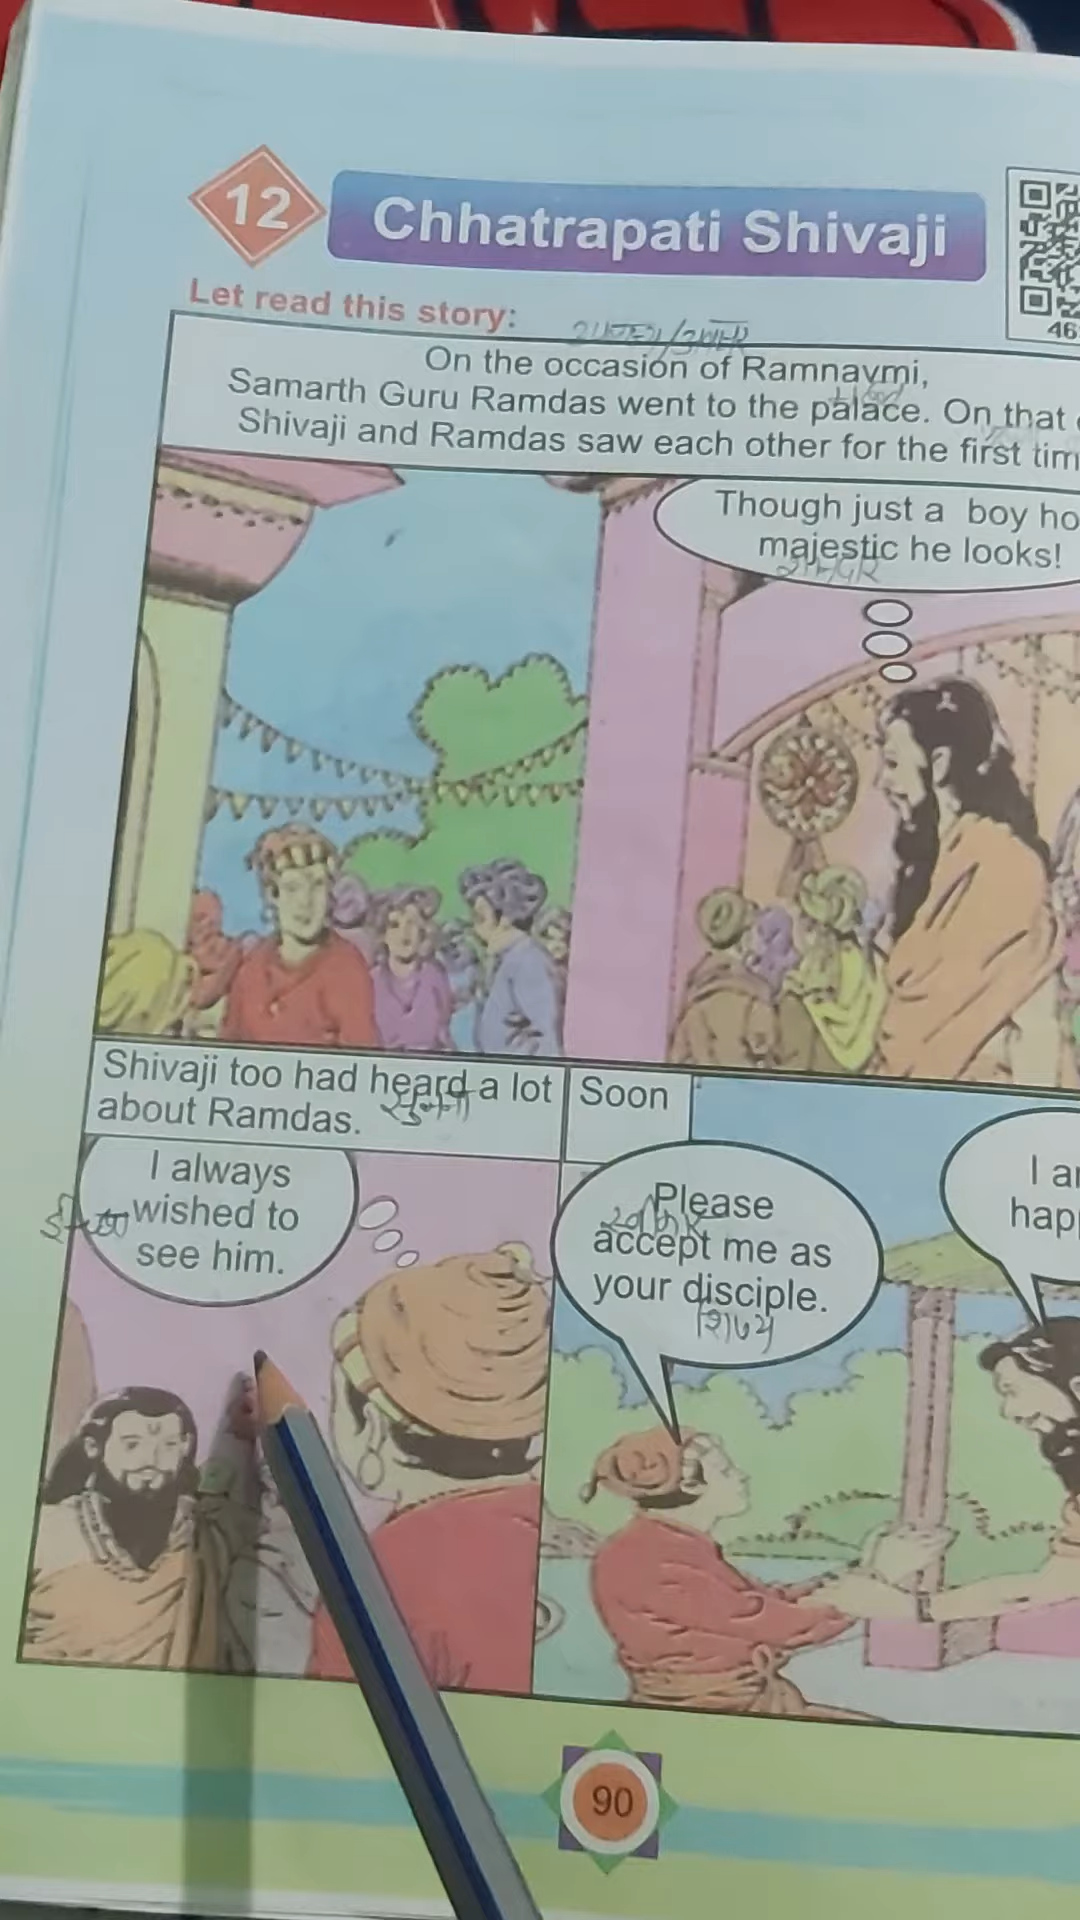 12
Chhatrapati Shivaji
46
Let read this story:
On the occasion of Ramnavmi,
Samarth Guru Ramdas went to the palace. On that
Shivaji and Ramdas saw each other for the first tim
Though just a boy ho
majestic he looks!
Shivaji too had heard a lot
about Ramdas.
I always
wished to
see him.
Soon
Please
accept me as
your disciple.
I a
hap
90